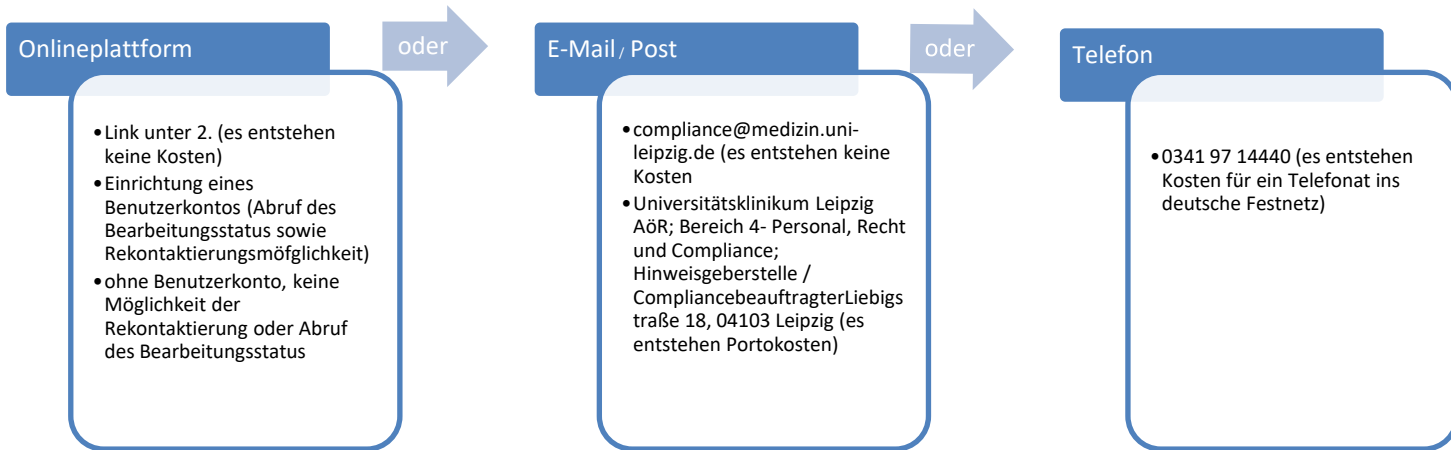 Onlineplattform
•Link unter 2. (es entstehen
keine Kosten)
•Einrichtung eines
Benutzerkontos (Abruf des
Bearbeitungsstatus sowie
Rekontaktierungsmöfglichkeit)
•ohne Benutzerkonto, keine
Möglichkeit der
Rekontaktierung oder Abruf
des Bearbeitungsstatus
oder
E-Mail / Post
•compliance@medizin.uni-
leipzig.de (es entstehen keine
Kosten
•Universitätsklinikum Leipzig
AöR; Bereich 4- Personal, Recht
und Compliance;
Hinweisgeberstelle /
CompliancebeauftragterLiebigs
traße 18, 04103 Leipzig (es
entstehen Portokosten)
oder
Telefon
•0341 97 14440 (es entstehen
Kosten für ein Telefonat ins
deutsche Festnetz)